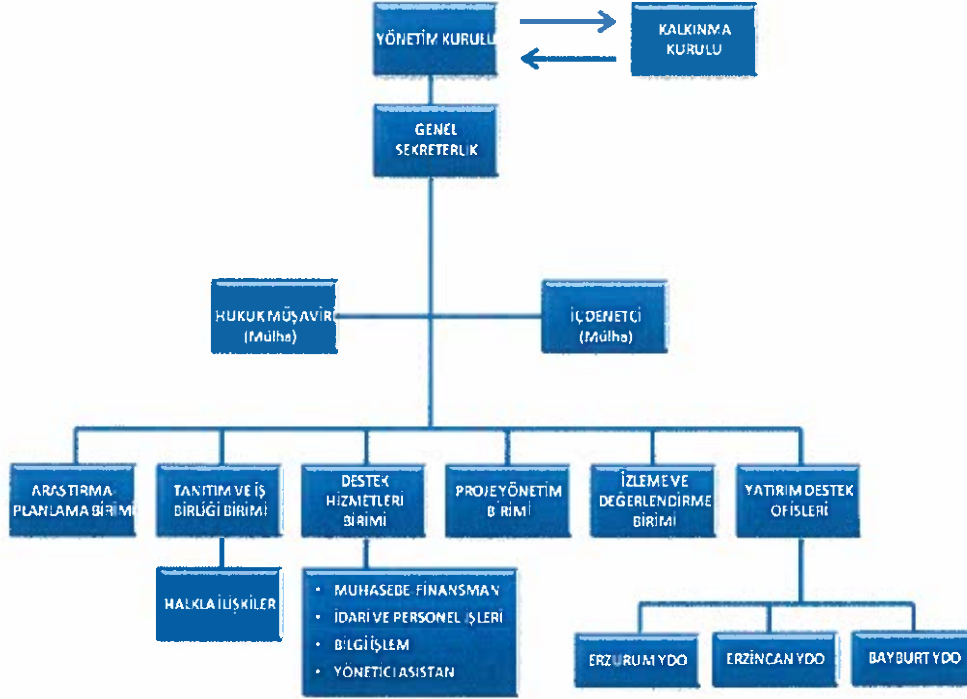 YÖNETİM KURULU
KALKINMA
KURULU
GENEL
SEKRETERLİK
HUKUK MÜŞAVİRİ
(Mülha)
İÇ DENETÇİ
(Mülha)
ARAŞTIRMA-
PLANLAMA BİRİMİ
TANITIM VE İŞ
BİRLİĞİ BİRİMİ
DESTEK
HİZMETLERİ
BİRİMİ
PROJE YÖNETİM
BİRİMİ
İZLEME VE
DEĞERLENDİRME
BİRİMİ
YATIRIM DESTEK
OFİSLERİ
HALKLA İLİŞKİLER
• MUHASEBE-FİNANSMAN
• İDARİ VE PERSONEL İŞLERİ
• BİLGİ İŞLEM
• YÖNETİCİ ASİSTAN
ERZURUM YDO
ERZİNCAN YDO
BAYBURT YDO